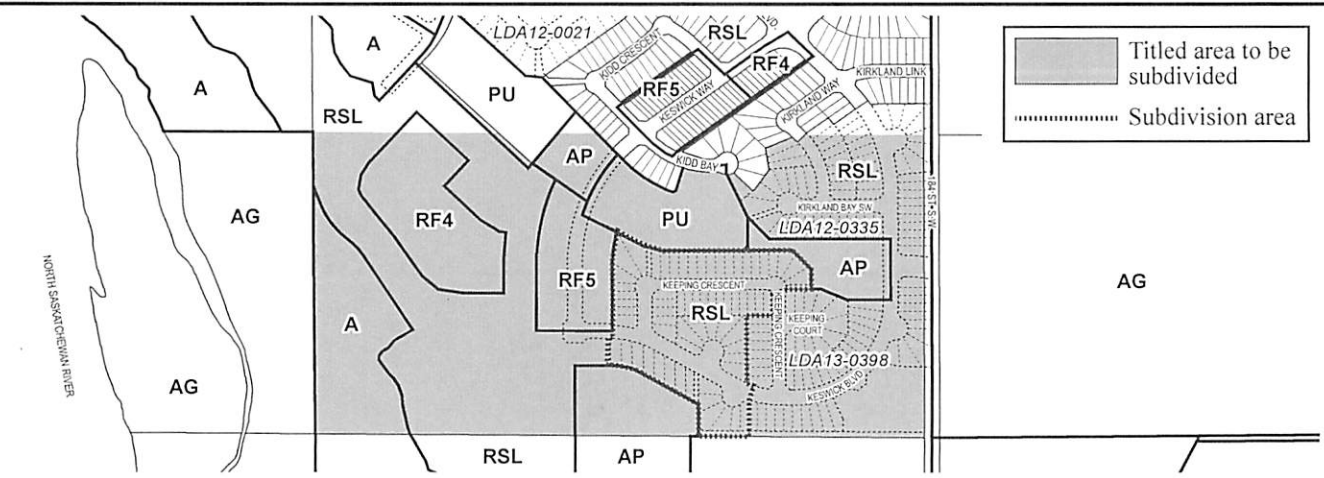 LDA12-0021
RSL
BLVD
A
KIDD CRESCENT
RF4
Titled area to be
subdivided
KIRKLAND LINK
A
PU
RF5
KESWICK WAY
KIRKLAND WAY
Subdivision area
RSL
AP
KIDD BAY
RSL
184 ST SW
AG
RF4
PU
KIRKLAND BAY SW
LDA12-0335
NORTH SASKATCHEWAN RIVER
AP
RF5
KEEPING CRESCENT
AG
RSL
KEEPING CRESCENT
KEEPING
COURT
A
LDA13-0398
AG
KESWICK BLVD
RSL
AP